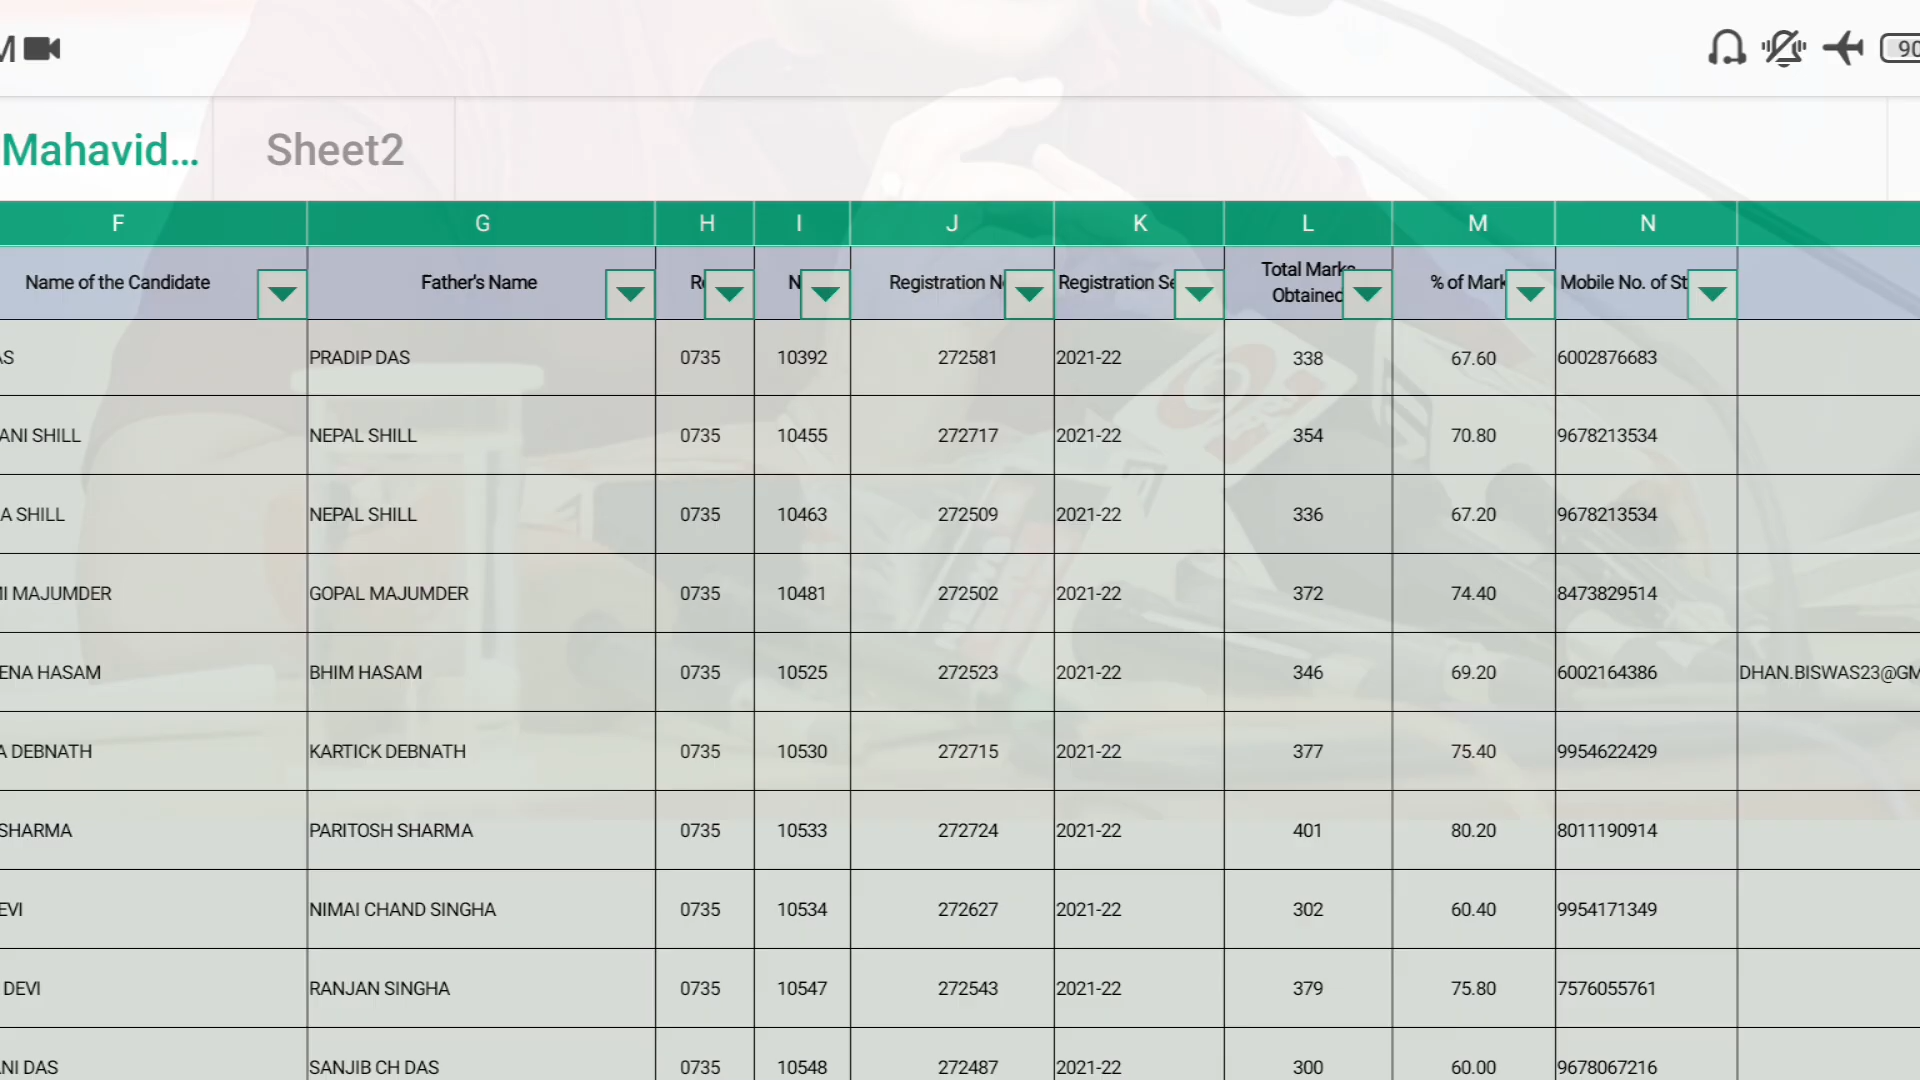 M
90
Mahavid... Sheet2
F G H I J K L M N
Name of the Candidate Father's Name Registration Total Marks Obtained % of Mark Mobile No. of St
AS PRADIP DAS 0735 10392 272581 2021-22 338 67.60 6002876683
ANI SHILL NEPAL SHILL 0735 10455 272717 2021-22 354 70.80 9678213534
A SHILL NEPAL SHILL 0735 10463 272509 2021-22 336 67.20 9678213534
MI MAJUMDER GOPAL MAJUMDER 0735 10481 272502 2021-22 372 74.40 8473829514
ENA HASAM BHIM HASAM 0735 10525 272523 2021-22 346 69.20 6002164386 DHAN.BISWAS23@GM
A DEBNATH KARTICK DEBNATH 0735 10530 272715 2021-22 377 75.40 9954622429
SHARMA PARITOSH SHARMA 0735 10533 272724 2021-22 401 80.20 8011190914
EVI NIMAI CHAND SINGHA 0735 10534 272627 2021-22 302 60.40 9954171349
DEVI RANJAN SINGHA 0735 10547 272543 2021-22 379 75.80 7576055761
NI DAS SANJIB CH DAS 0735 10548 272487 2021-22 300 60.00 9678067216